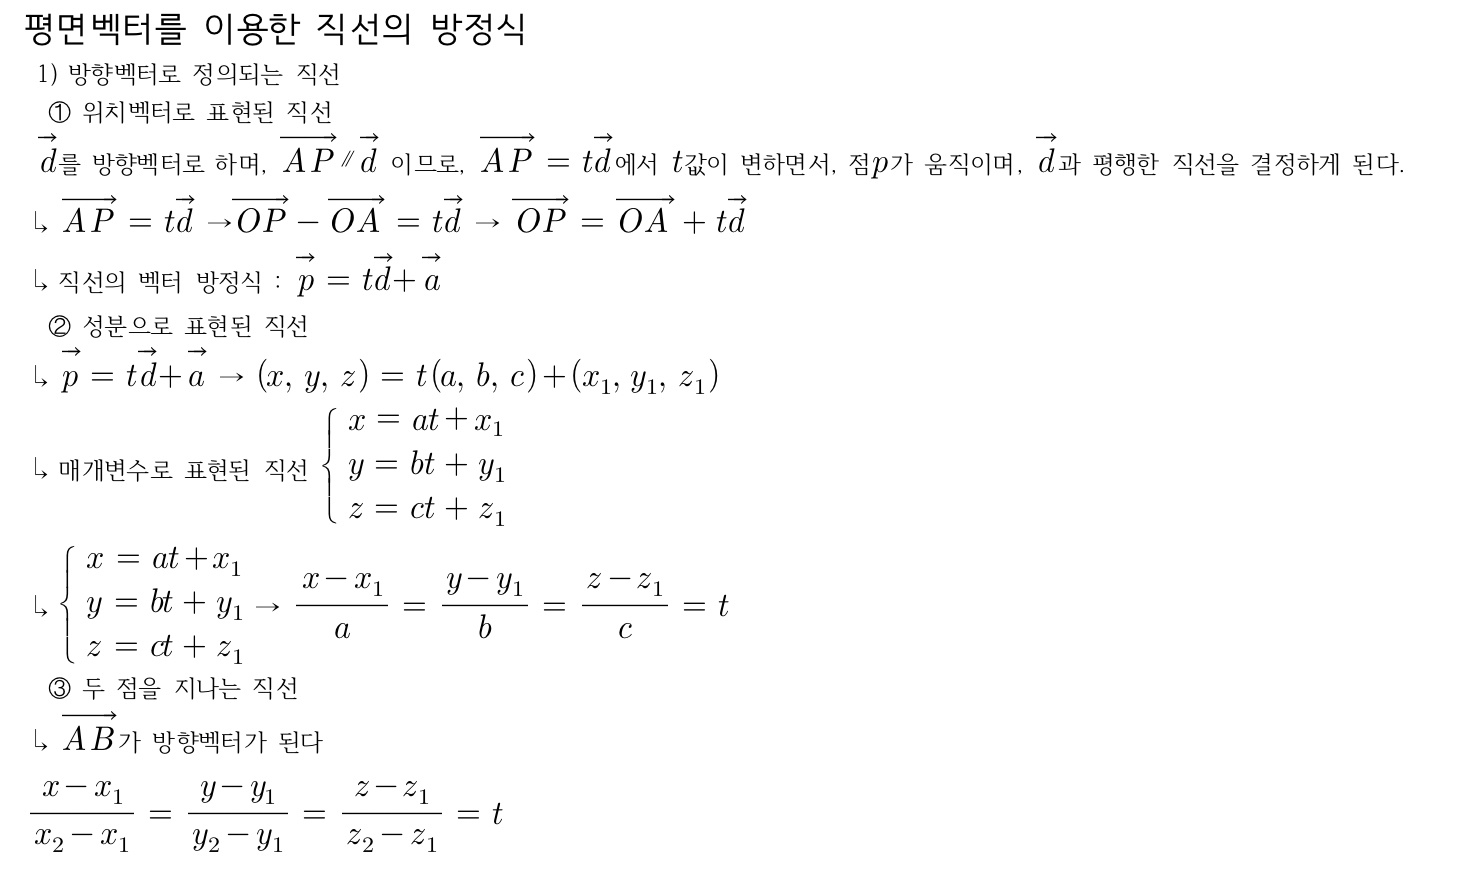 평면벡터를 이용한 직선의 방정식
1) 방향벡터로 정의되는 직선
① 위치벡터로 표현된 직선
$\vec{d}$를 방향벡터로 하며, $\overrightarrow{AP} ∥ \vec{d}$ 이므로, $\overrightarrow{AP} = t\vec{d}$에서 $t$값이 변하면서, 점$p$가 움직이며, $\vec{d}$과 평행한 직선을 결정하게 된다.
↳ $\overrightarrow{AP} = t\vec{d} → \overrightarrow{OP} - \overrightarrow{OA} = t\vec{d} → \overrightarrow{OP} = \overrightarrow{OA} + t\vec{d}$
↳ 직선의 벡터 방정식 : $\vec{p} = t\vec{d} + \vec{a}$
② 성분으로 표현된 직선
↳ $\vec{p} = t\vec{d} + \vec{a} → (x, y, z) = t(a, b, c) + (x_1, y_1, z_1)$
↳ 매개변수로 표현된 직선 $\begin{cases} x = at + x_1 \\ y = bt + y_1 \\ z = ct + z_1 \end{cases}$
↳ $\begin{cases} x = at + x_1 \\ y = bt + y_1 \\ z = ct + z_1 \end{cases} → \frac{x - x_1}{a} = \frac{y - y_1}{b} = \frac{z - z_1}{c} = t$
③ 두 점을 지나는 직선
↳ $\overrightarrow{AB}$가 방향벡터가 된다
$\frac{x - x_1}{x_2 - x_1} = \frac{y - y_1}{y_2 - y_1} = \frac{z - z_1}{z_2 - z_1} = t$